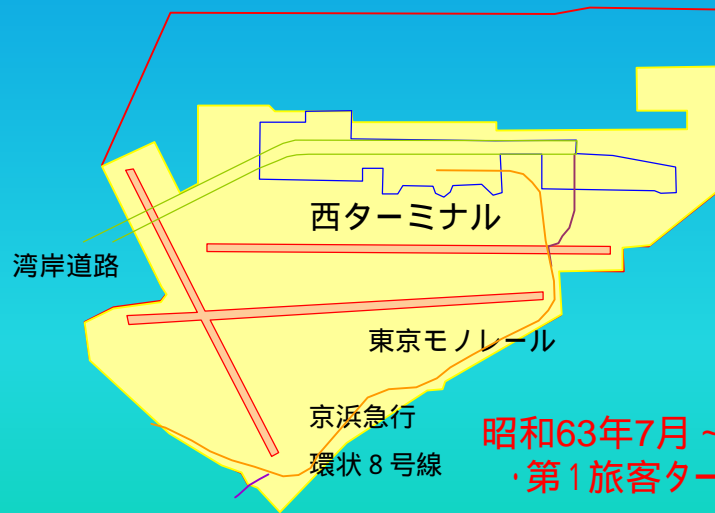 西ターミナル
湾岸道路
東京モノレール
京浜急行
環状８号線
昭和63年7月～
・第１旅客ター